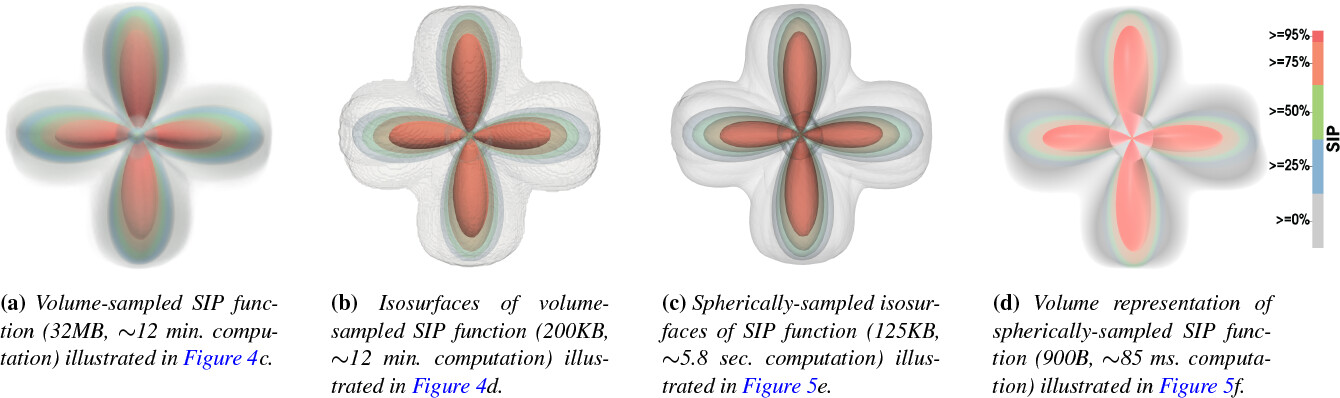 >=95%
>=75%
>=50%
>=25%
>=0%
SIP
(a) Volume-sampled SIP func-
tion (32MB, ∼12 min. compu-
tation) illustrated in Figure 4c.
(b) Isosurfaces of volume-
sampled SIP function (200KB,
∼12 min. computation) illus-
trated in Figure 4d.
(c) Spherically-sampled isosur-
faces of SIP function (125KB,
∼5.8 sec. computation) illus-
trated in Figure 5e.
(d) Volume representation of
spherically-sampled SIP func-
tion (900B, ∼85 ms. computa-
tion) illustrated in Figure 5f.